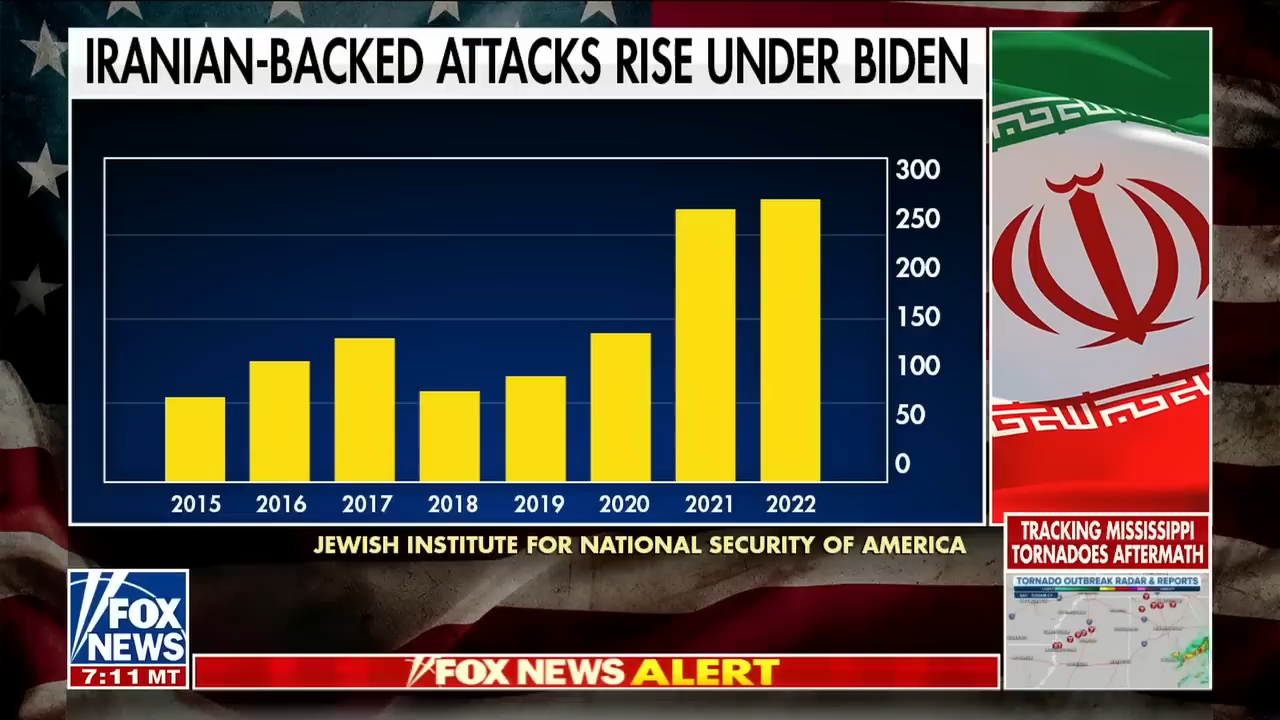 IRANIAN-BACKED ATTACKS RISE UNDER BIDEN
300
250
200
150
100
50
0
2015 2016 2017 2018 2019 2020 2021 2022
JEWISH INSTITUTE FOR NATIONAL SECURITY OF AMERICA
TRACKING MISSISSIPPI
TORNADOES AFTERMATH
TORNADO OUTBREAK RADAR & REPORTS
FOX
NEWS
7:11 MT
FOX NEWS ALERT